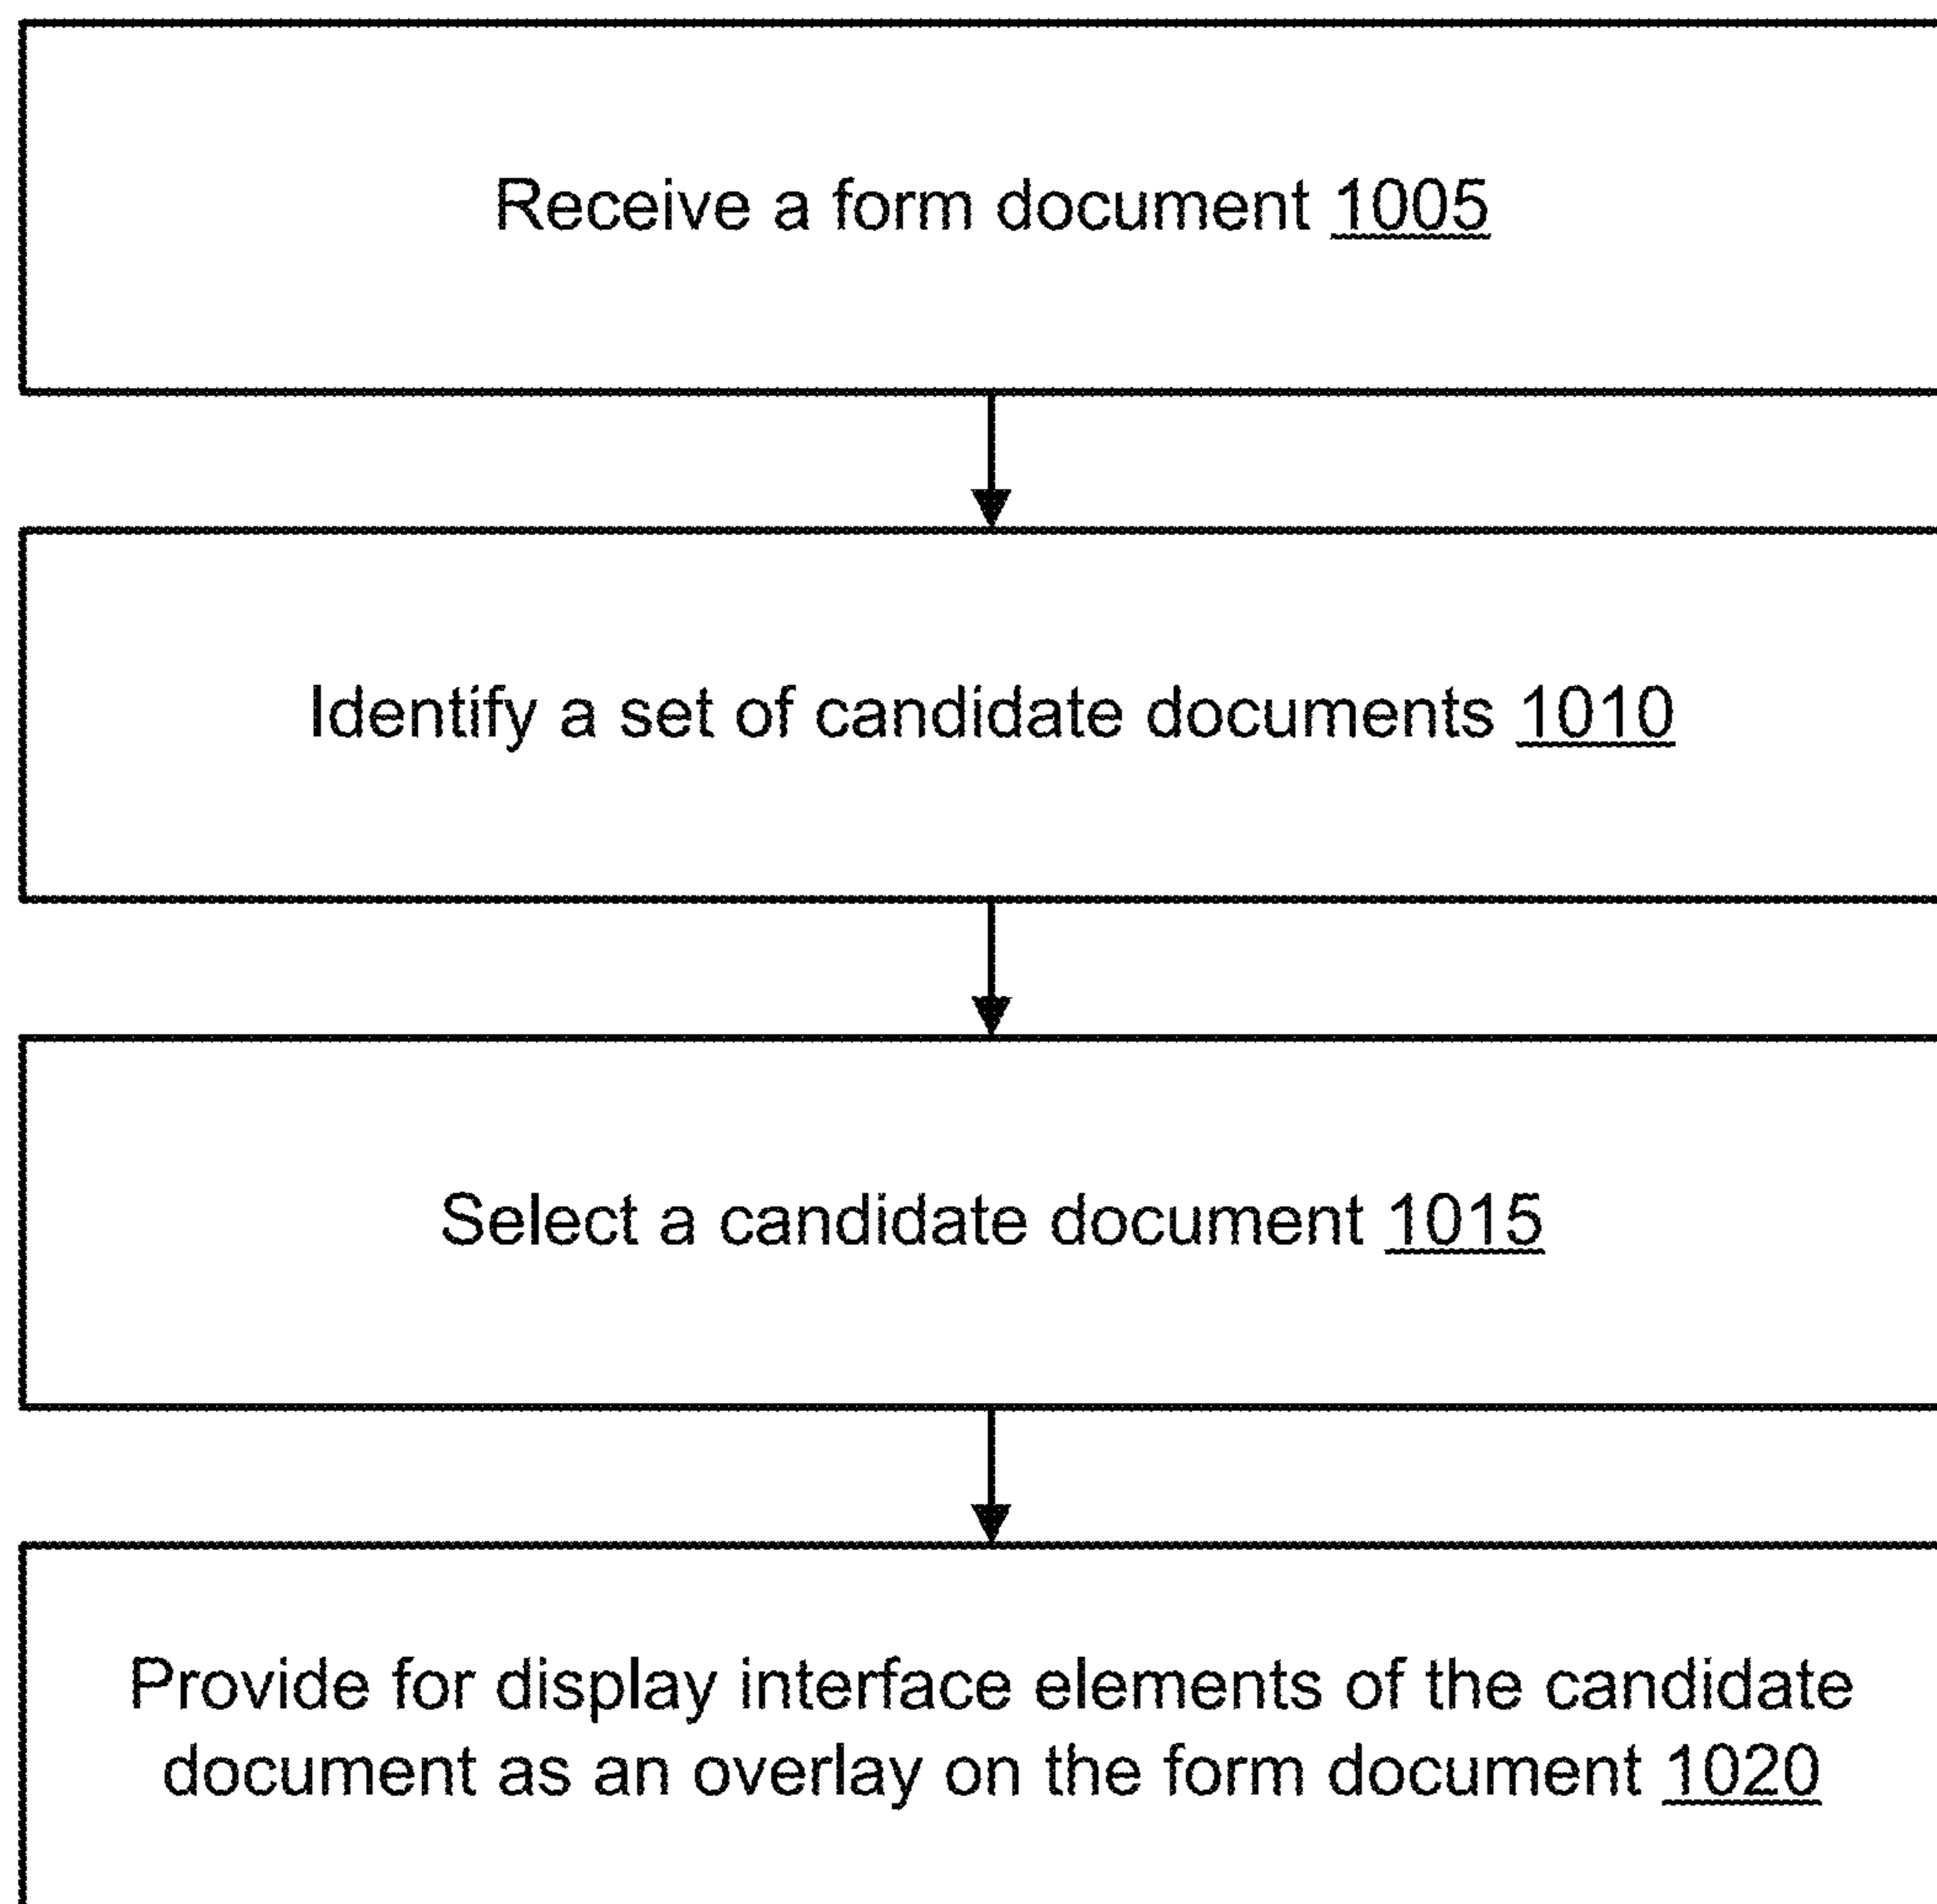 Receive a form document 1005
Identify a set of candidate documents 1010
Select a candidate document 1015
Provide for display interface elements of the candidate
document as an overlay on the form document 1020